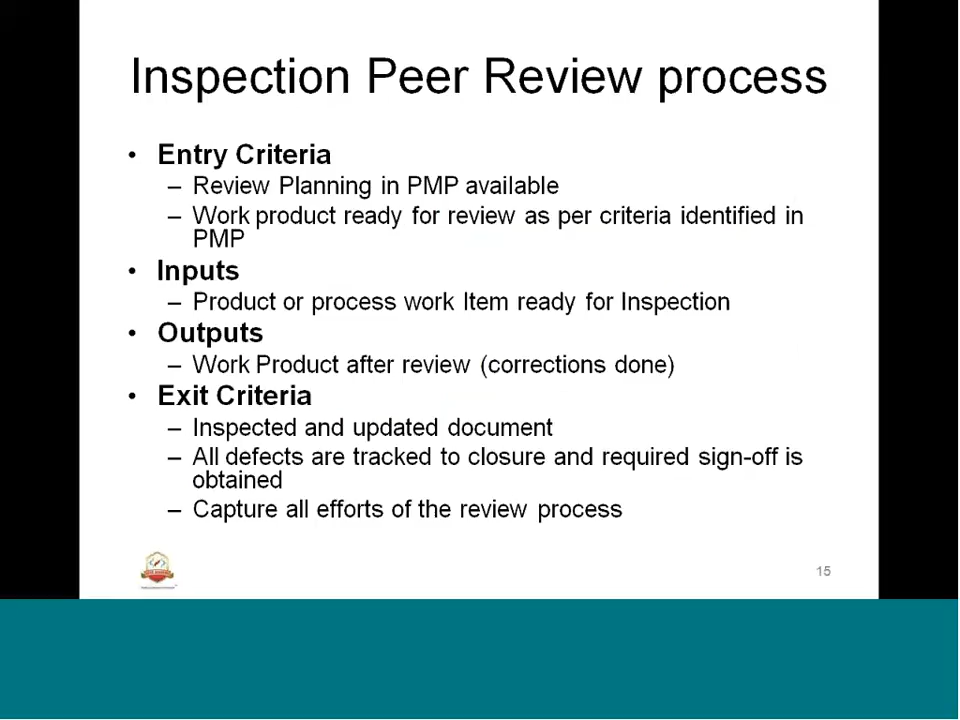 Inspection Peer Review process
• Entry Criteria
– Review Planning in PMP available
– Work product ready for review as per criteria identified in
PMP
• Inputs
– Product or process work Item ready for Inspection
• Outputs
– Work Product after review (corrections done)
• Exit Criteria
– Inspected and updated document
– All defects are tracked to closure and required sign-off is
obtained
– Capture all efforts of the review process
15